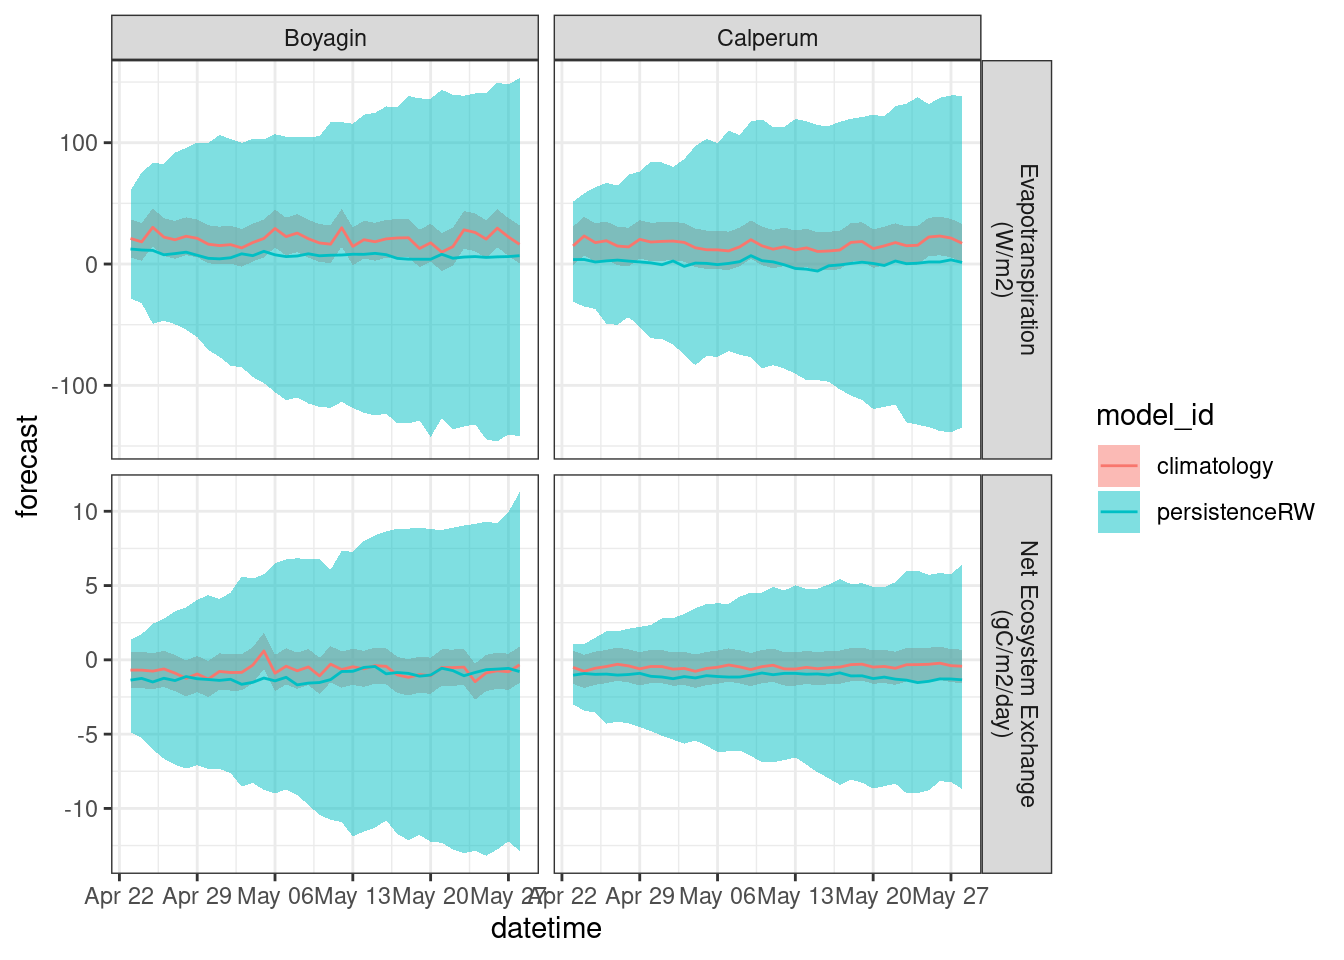 Boyagin
Calperum
100
0
-100
Evapotranspiration
(W/m2)
forecast
10
5
0
-5
-10
Net Ecosystem Exchange
(gC/m2/day)
Apr 22 Apr 29 May 06 May 13 May 20 May 27
Apr 22 Apr 29 May 06 May 13 May 20 May 27
datetime
model_id
climatology
persistenceRW